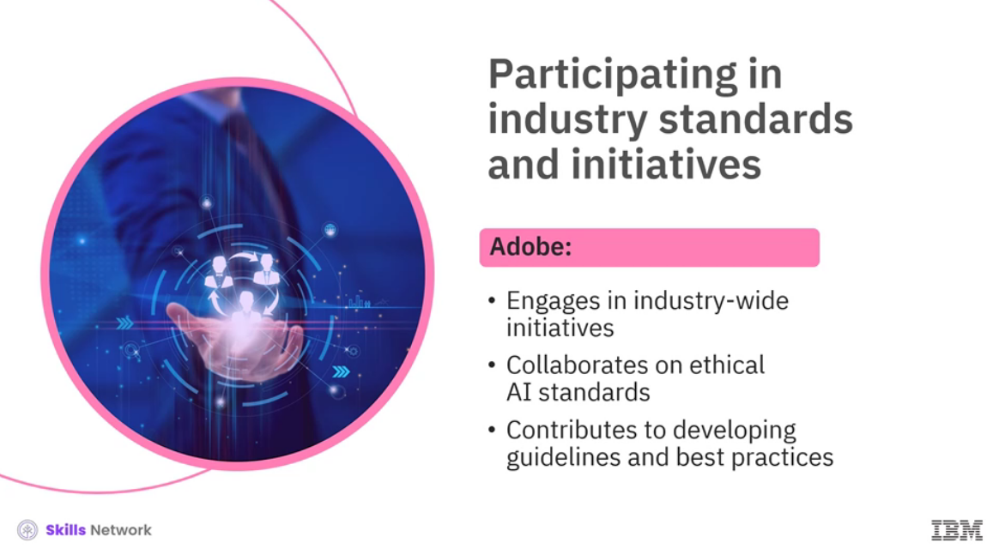 Participating in
industry standards
and initiatives
Adobe:
• Engages in industry-wide
initiatives
• Collaborates on ethical
AI standards
• Contributes to developing
guidelines and best practices
Skills Network
IBM